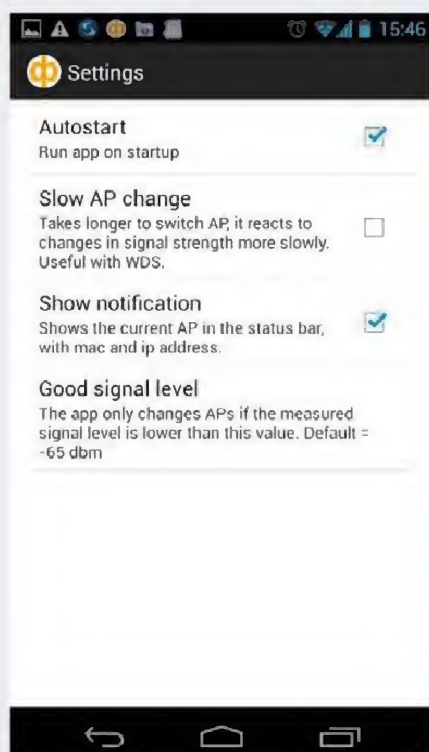 15:46
Settings
Autostart
Run app on startup
Slow AP change
Takes longer to switch AP, it reacts to
changes in signal strength more slowly.
Useful with WDS.
Show notification
Shows the current AP in the status bar,
with mac and ip address.
Good signal level
The app only changes APs if the measured
signal level is lower than this value. Default =
-65 dbm